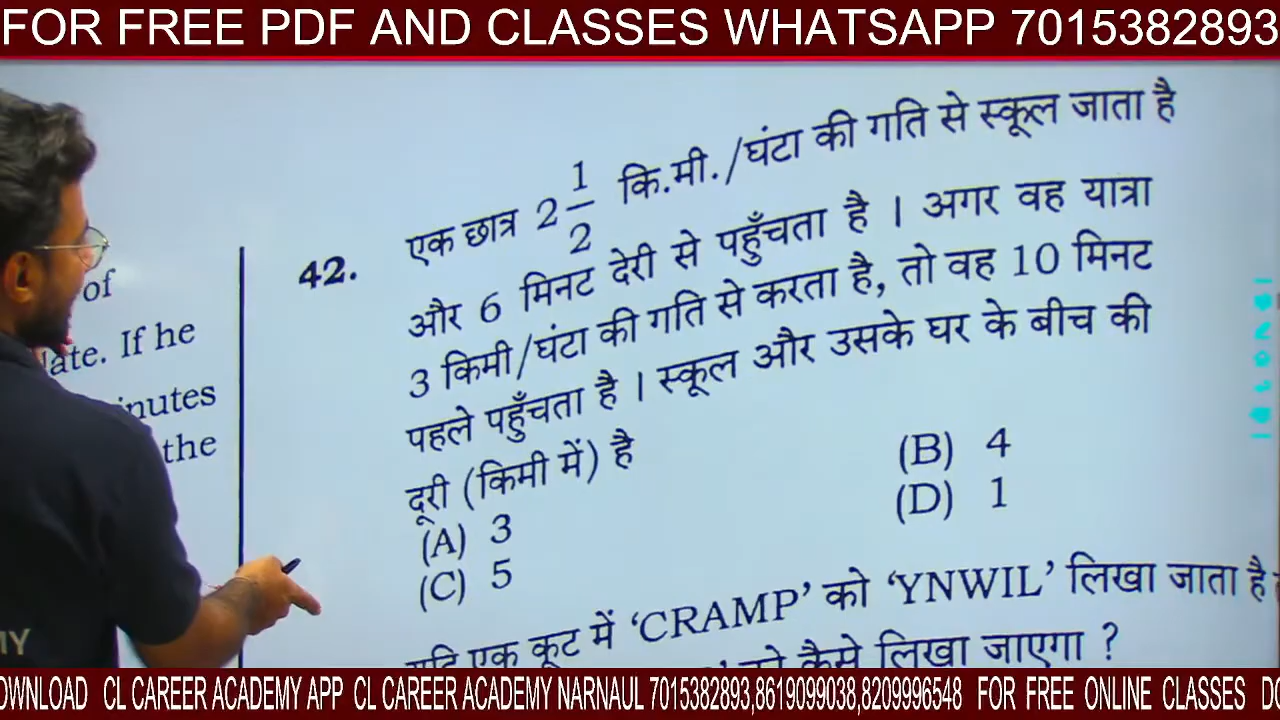 FOR FREE PDF AND CLASSES WHATSAPP 7015382893
of
late. If he
inutes
the
42. एक छात्र 2 1/2 कि.मी./घंटा की गति से स्कूल जाता है
और 6 मिनट देरी से पहुँचता है । अगर वह यात्रा
3 किमी/घंटा की गति से करता है, तो वह 10 मिनट
पहले पहुँचता है । स्कूल और उसके घर के बीच की
दूरी (किमी में) है
(A) 3
(B) 4
(C) 5
(D) 1
यदि एक कूट में ‘CRAMP’ को ‘YNWIL’ लिखा जाता है
को कैसे लिखा जाएगा ?
MY
OWNLOAD CL CAREER ACADEMY APP CL CAREER ACADEMY NARNAUL 7015382893,8619099038,8209996548 FOR FREE ONLINE CLASSES DO